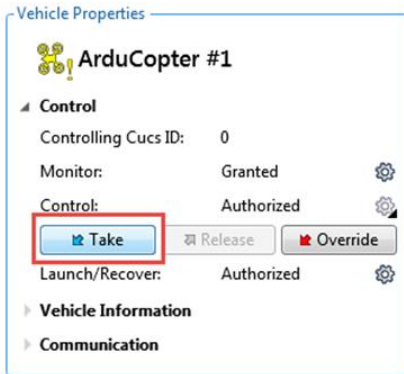 Vehicle Properties
ArduCopter #1
Control
Controlling Cucs ID: 0
Monitor: Granted
Control: Authorized
Take Release Override
Launch/Recover: Authorized
Vehicle Information
Communication